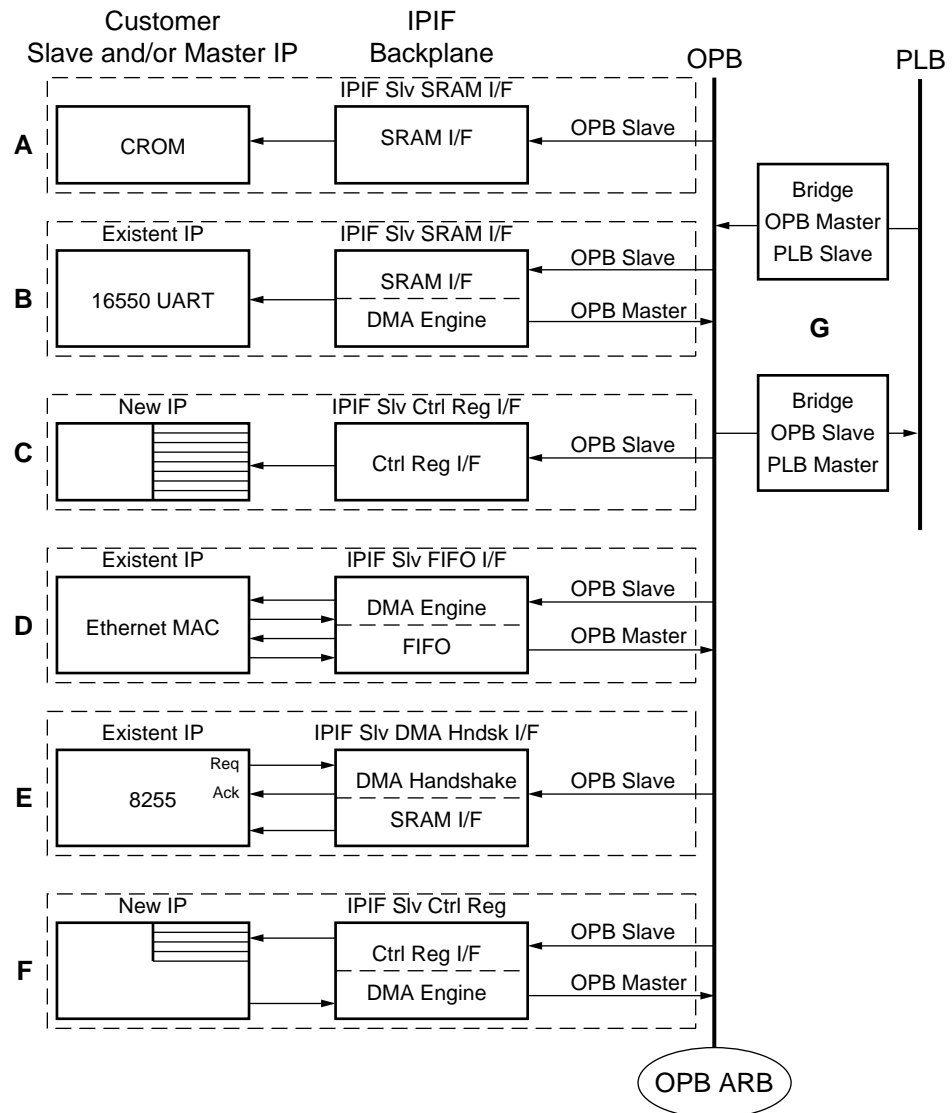 Customer
Slave and/or Master IP
IPIF
Backplane
OPB
PLB
A
CROM
IPIF Slv SRAM I/F
SRAM I/F
OPB Slave
Bridge
OPB Master
PLB Slave
B
Existent IP
16550 UART
IPIF Slv SRAM I/F
SRAM I/F
DMA Engine
OPB Slave
OPB Master
G
Bridge
OPB Slave
PLB Master
C
New IP
IPIF Slv Ctrl Reg I/F
Ctrl Reg I/F
OPB Slave
D
Existent IP
Ethernet MAC
IPIF Slv FIFO I/F
DMA Engine
FIFO
OPB Slave
OPB Master
E
Existent IP
8255
Req
Ack
IPIF Slv DMA Hndsk I/F
DMA Handshake
SRAM I/F
OPB Slave
F
New IP
IPIF Slv Ctrl Reg
Ctrl Reg I/F
DMA Engine
OPB Slave
OPB Master
OPB ARB